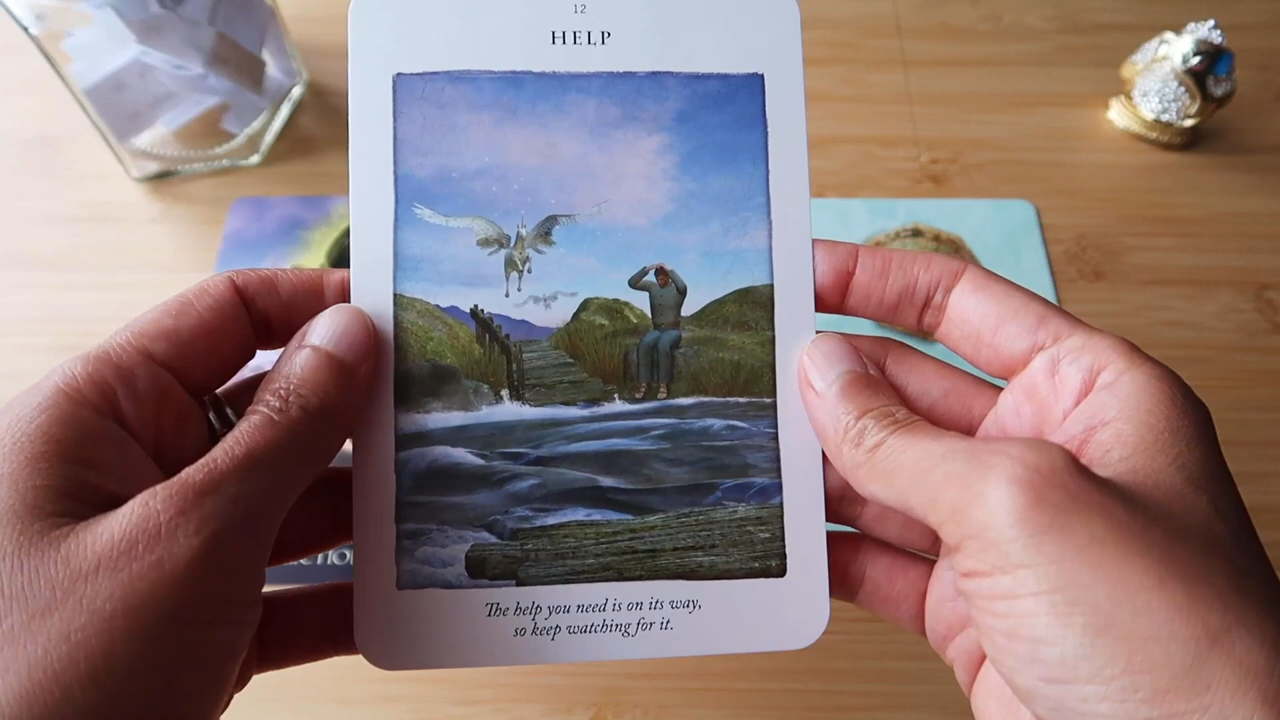 12
HELP
The help you need is on its way,
so keep watching for it.